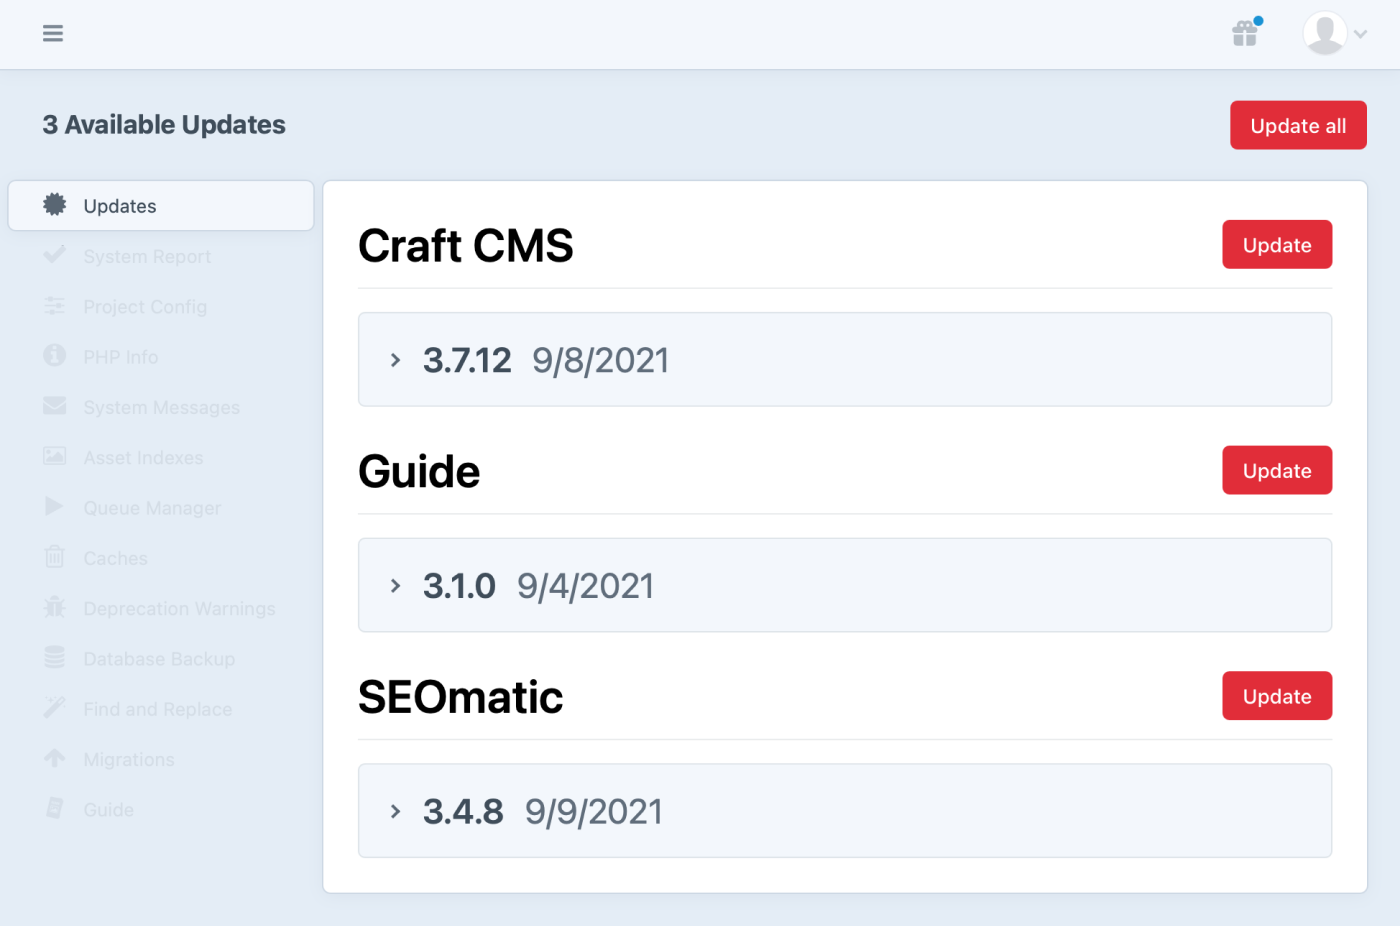 3 Available Updates
Update all
Updates
System Report
Project Config
PHP Info
System Messages
Asset Indexes
Queue Manager
Caches
Deprecation Warnings
Database Backup
Find and Replace
Migrations
Guide
Craft CMS
Update
3.7.12 9/8/2021
Guide
Update
3.1.0 9/4/2021
SEOmatic
Update
3.4.8 9/9/2021